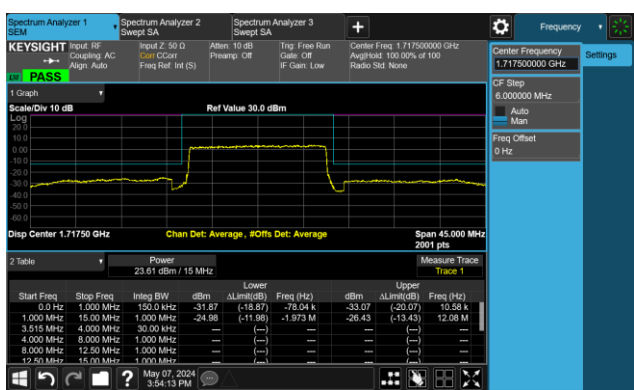 Spectrum Analyzer 1
SEM
Spectrum Analyzer 2
Swept SA
Spectrum Analyzer 3
Swept SA
+
Frequency
KEYSIGHT
Input: RF
Coupling: AC
Align: Auto
Input Z: 50 Ω
Corr CCorr
Freq Ref: Int (S)
Atten: 10 dB
Preamp: Off
Trig: Free Run
Gate: Off
IF Gain: Low
Center Freq: 1.717500000 GHz
Avg|Hold: 100.00% of 100
Radio Std: None
PASS
Center Frequency
1.717500000 GHz
Settings
CF Step
6.000000 MHz
Auto
Man
Freq Offset
0 Hz
1 Graph
Scale/Div 10 dB
Ref Value 30.0 dBm
Log
20.0
10.0
0.00
-10.0
-20.0
-30.0
-40.0
-50.0
-60.0
Disp Center 1.71750 GHz
Chan Det: Average, #Offs Det: Average
Span 45.000 MHz
2001 pts
2 Table
Power
23.61 dBm / 15 MHz
Measure Trace
Trace 1
Lower Upper
Start Freq Stop Freq Integ BW dBm ΔLimit(dB) Freq (Hz) dBm ΔLimit(dB) Freq (Hz)
0.0 Hz 1.000 MHz 150.0 kHz -31.87 (-18.87) -78.04 k -33.07 (-20.07) 10.58 k
1.000 MHz 15.00 MHz 1.000 MHz -24.98 (-11.98) -1.973 M -26.43 (-13.43) 12.08 M
3.515 MHz 4.000 MHz 30.00 kHz --- (---) --- --- (---) ---
4.000 MHz 8.000 MHz 1.000 MHz --- (---) --- --- (---) ---
8.000 MHz 12.50 MHz 1.000 MHz --- (---) --- --- (---) ---
12.50 MHz 15.00 MHz 1.000 MHz --- (---) --- --- (---) ---
?
May 07, 2024
3:54:13 PM